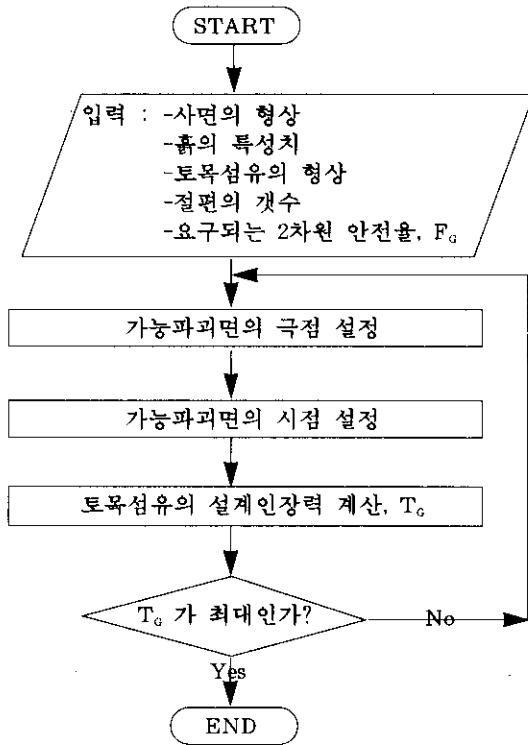 START
입력 : -사면의 형상
-흙의 특성치
-토목섬유의 형상
-절편의 갯수
-요구되는 2차원 안전율, F_G
가능파괴면의 극점 설정
가능파괴면의 시점 설정
토목섬유의 설계인장력 계산, T_G
T_G 가 최대인가?
No
Yes
END